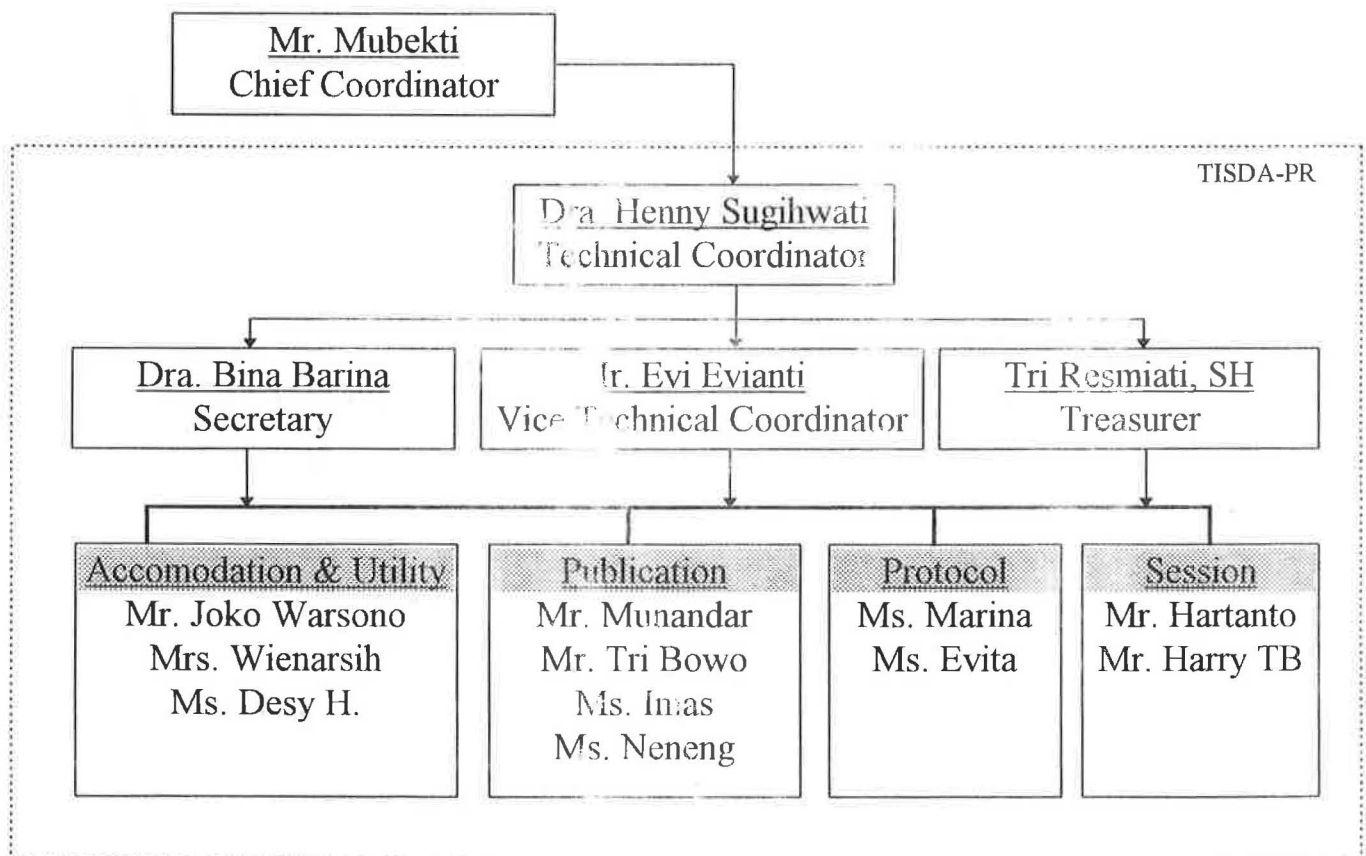 Mr. Mubekti
Chief Coordinator
TISDA-PR
Dra. Henny Sugihwati
Technical Coordinator
Dra. Bina Barina
Secretary
Ir. Evi Evianti
Vice Technical Coordinator
Tri Resmiati, SH
Treasurer
Accomodation & Utility
Mr. Joko Warsono
Mrs. Wienarsih
Ms. Desy H.
Publication
Mr. Munandar
Mr. Tri Bowo
Ms. Imas
Ms. Neneng
Protocol
Ms. Marina
Ms. Evita
Session
Mr. Hartanto
Mr. Harry TB